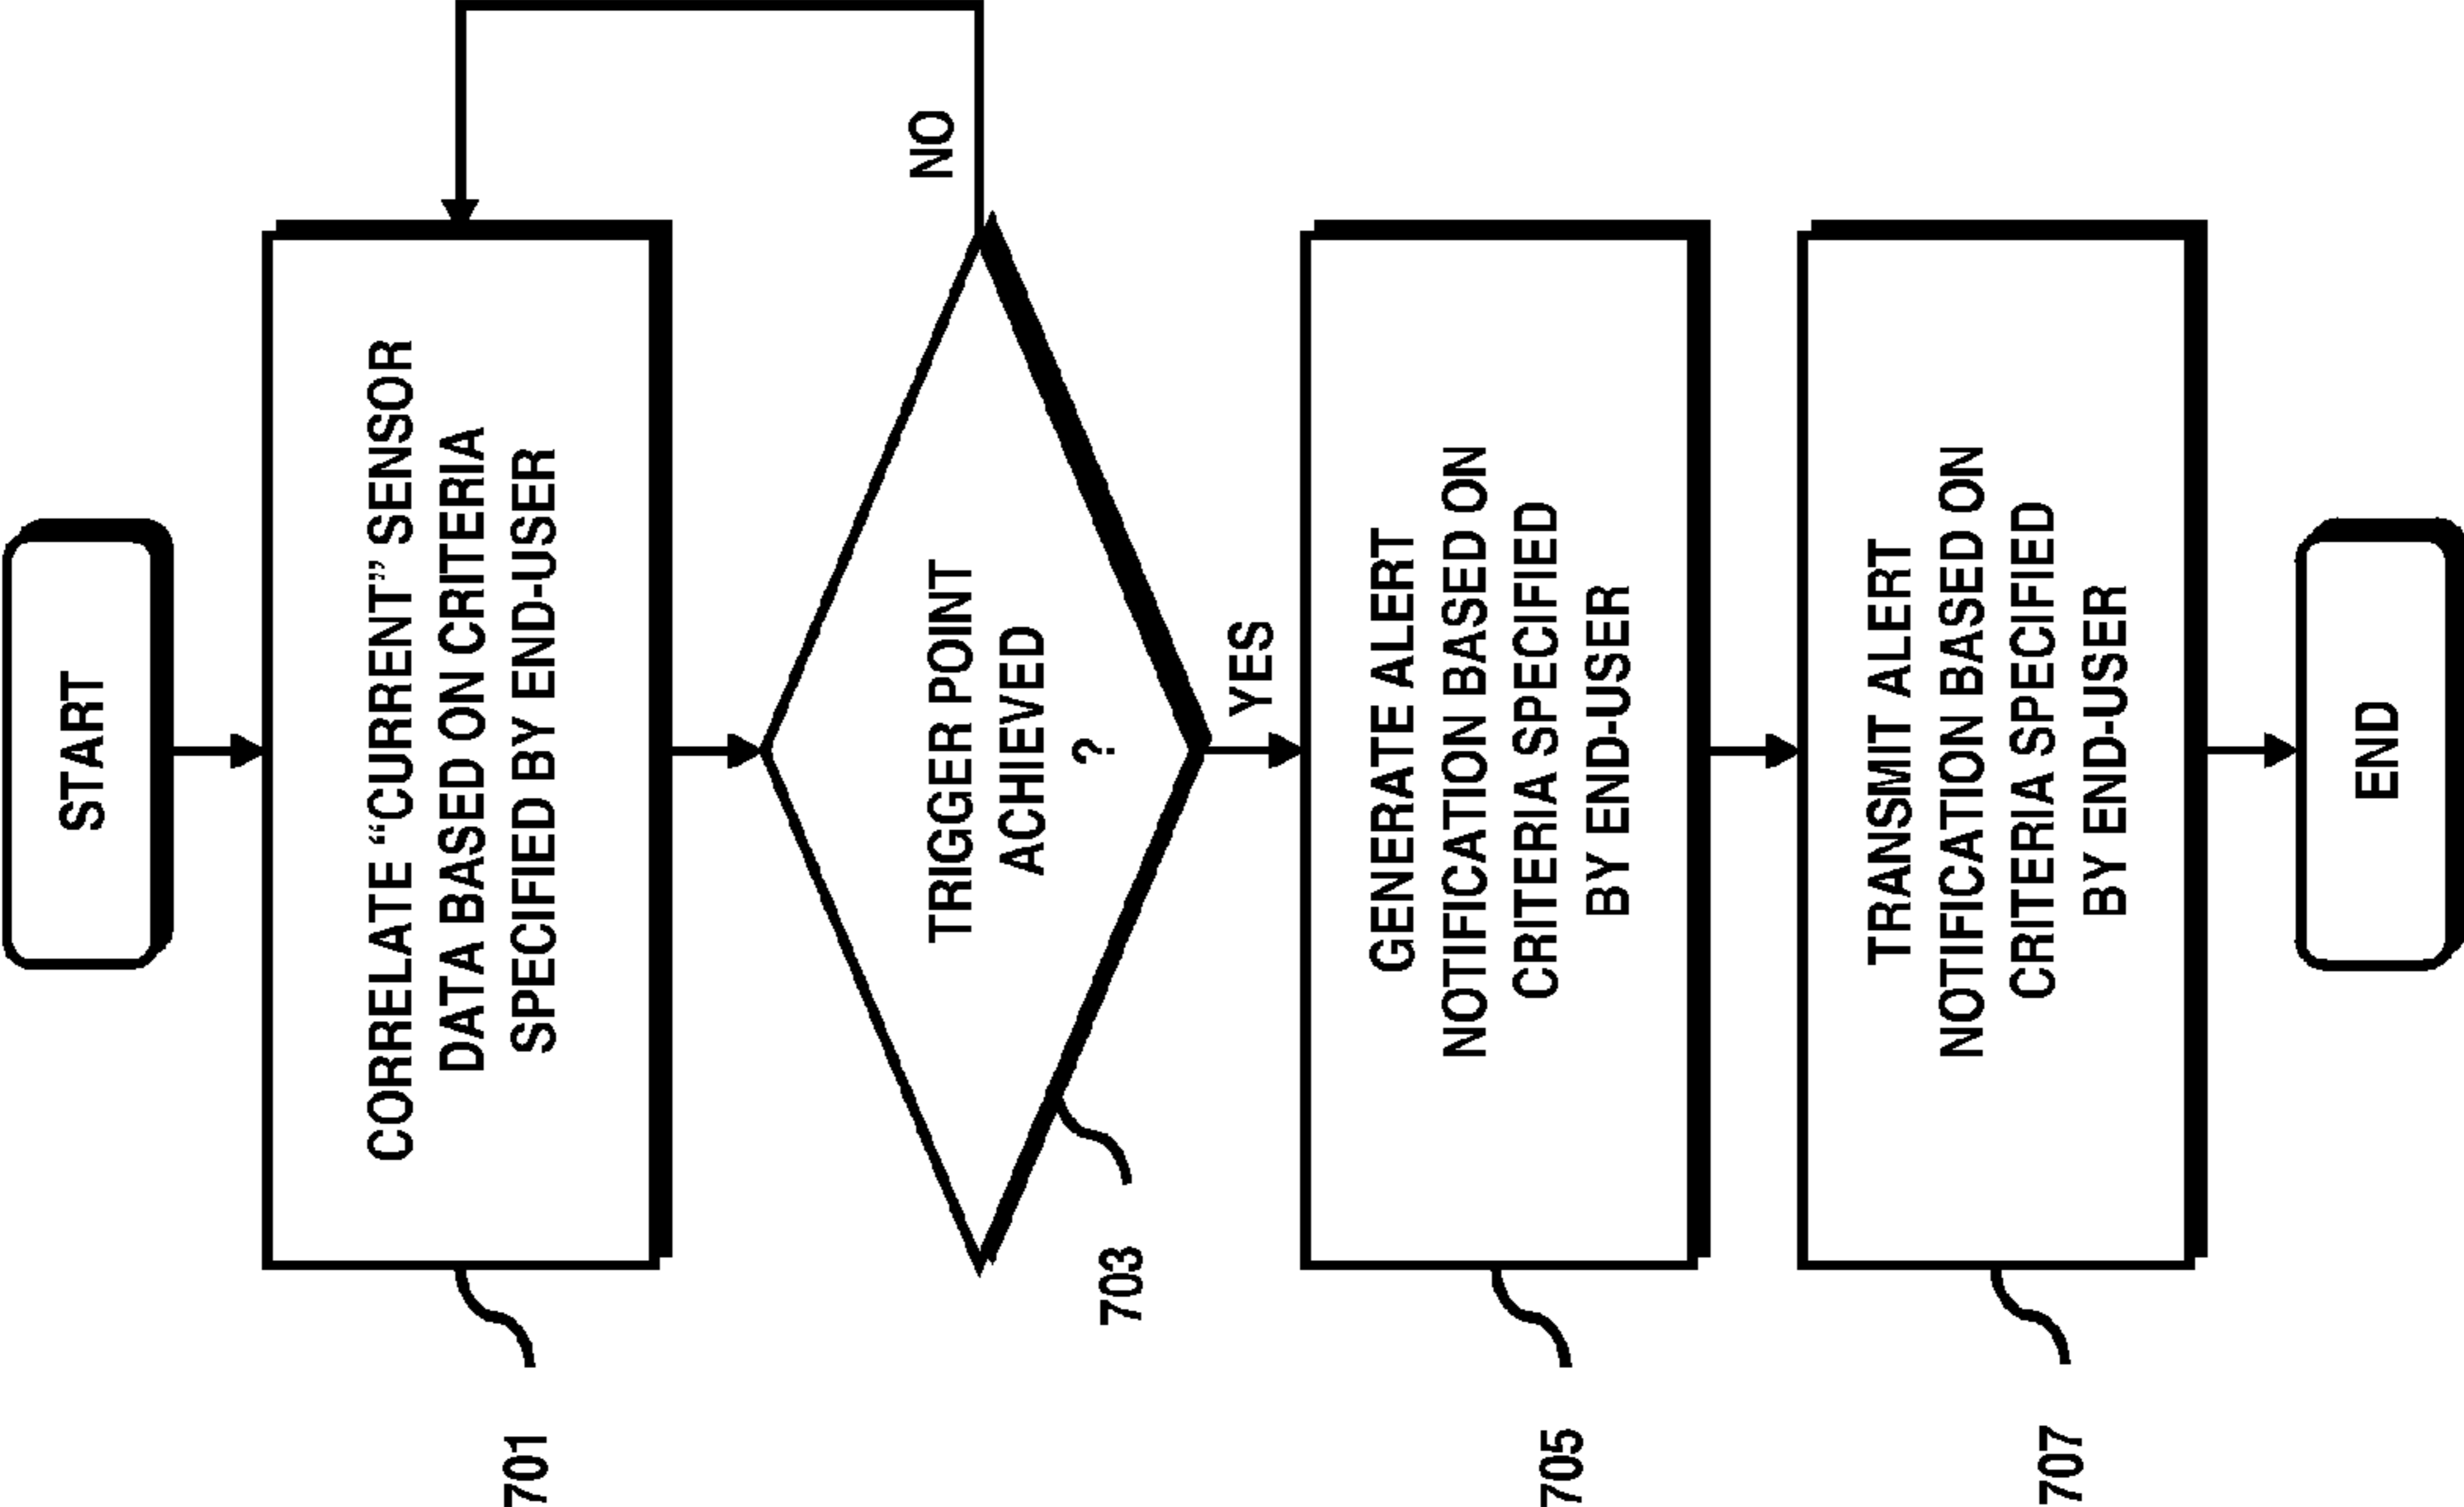 START
CORRELATE “CURRENT” SENSOR
DATA BASED ON CRITERIA
SPECIFIED BY END-USER
701
NO
TRIGGER POINT
ACHIEVED
?
703
YES
GENERATE ALERT
NOTIFICATION BASED ON
CRITERIA SPECIFIED
BY END-USER
705
TRANSMIT ALERT
NOTIFICATION BASED ON
CRITERIA SPECIFIED
BY END-USER
707
END